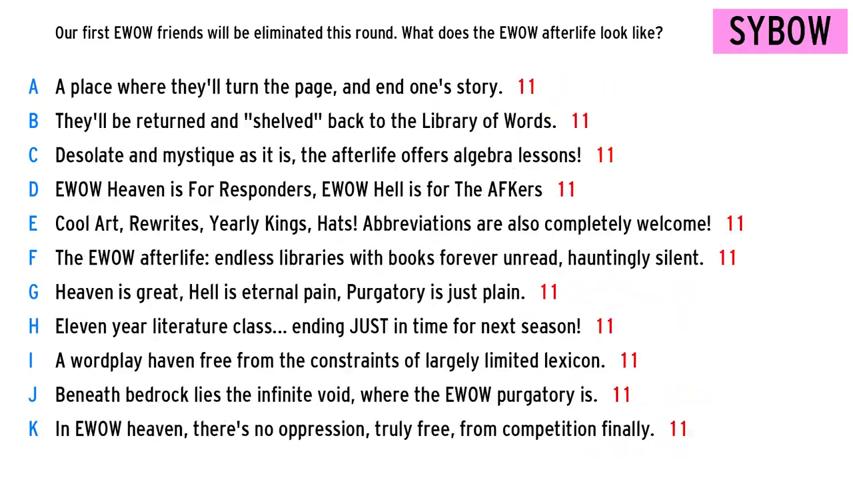 Our first EWOW friends will be eliminated this round. What does the EWOW afterlife look like?
SYBOW
A A place where they'll turn the page, and end one's story. 11
B They'll be returned and "shelved" back to the Library of Words. 11
C Desolate and mystique as it is, the afterlife offers algebra lessons! 11
D EWOW Heaven is For Responders, EWOW Hell is for The AFKers 11
E Cool Art, Rewrites, Yearly Kings, Hats! Abbreviations are also completely welcome! 11
F The EWOW afterlife: endless libraries with books forever unread, hauntingly silent. 11
G Heaven is great, Hell is eternal pain, Purgatory is just plain. 11
H Eleven year literature class... ending JUST in time for next season! 11
I A wordplay haven free from the constraints of largely limited lexicon. 11
J Beneath bedrock lies the infinite void, where the EWOW purgatory is. 11
K In EWOW heaven, there's no oppression, truly free, from competition finally. 11